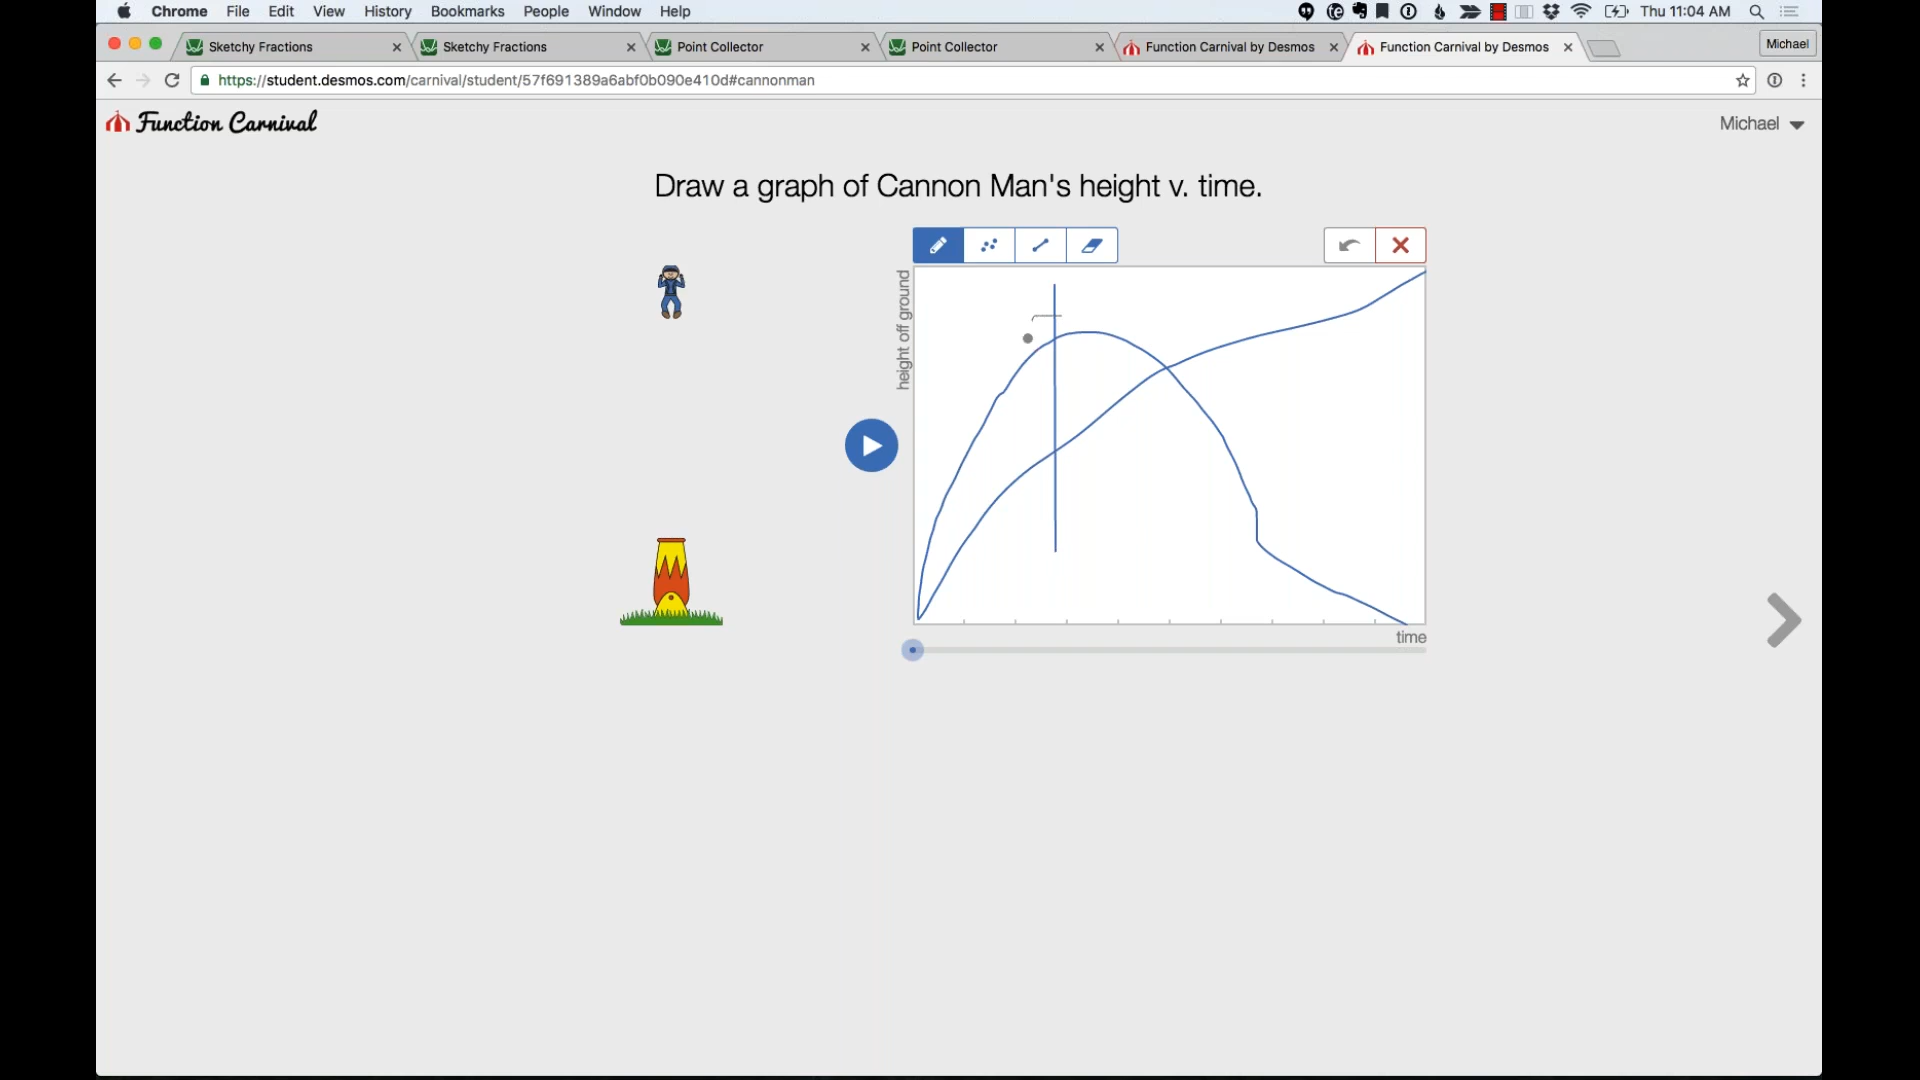 Chrome File Edit View History Bookmarks People Window Help Thu 11:04 AM
Sketchy Fractions Sketchy Fractions Point Collector Point Collector Function Carnival by Desmos Function Carnival by Desmos Michael
https://student.desmos.com/carnival/student/57f691389a6abf0b090e410d#cannonman
Function Carnival Michael
Draw a graph of Cannon Man's height v. time.
height off ground
time